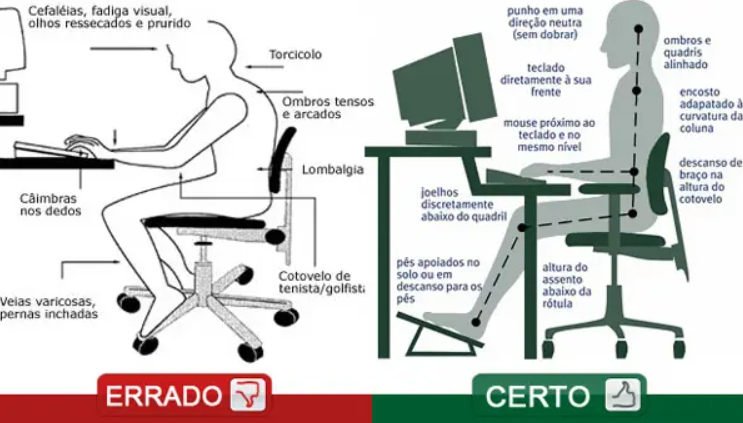 Cefaléias, fadiga visual,
olhos ressecados e prurido
Torcicolo
Ombros tensos
e arcados
Lombalgia
Câimbras
nos dedos
Cotovelo de
tenista/golfista
Veias varicosas,
pernas inchadas
ERRADO
punho em uma
direção neutra
(sem dobrar)
ombros e
quadris
alinhado
teclado
diretamente à sua
frente
encosto
adapatado à
curvatura da
coluna
mouse próximo ao
teclado e no
mesmo nível
descanso de
braço na
altura do
cotovelo
joelhos
discretamente
abaixo do quadril
pés apoiados no
solo ou em
descanso para os
pés
altura do
assento
abaixo da
rótula
CERTO